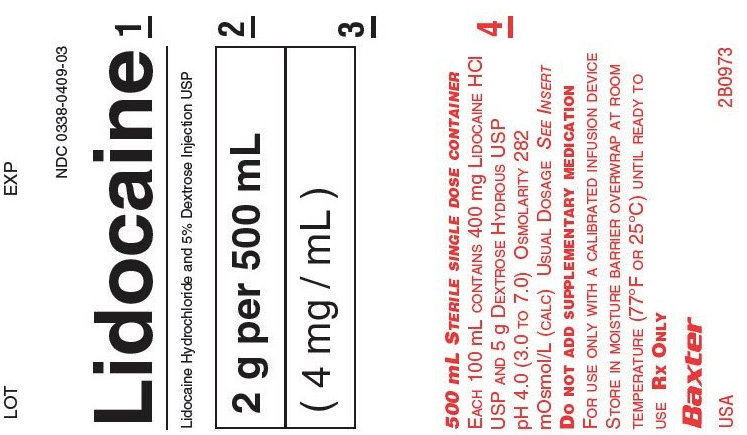 LOT EXP
NDC 0338-0409-03
Lidocaine 1
Lidocaine Hydrochloride and 5% Dextrose Injection USP
2 g per 500 mL 2
( 4 mg / mL ) 3
500 mL STERILE SINGLE DOSE CONTAINER 4
EACH 100 mL CONTAINS 400 mg LIDOCAINE HCl
USP AND 5 g DEXTROSE HYDROUS USP
pH 4.0 (3.0 TO 7.0) OSMOLARITY 282
mOsmol/L (CALC) USUAL DOSAGE SEE INSERT
DO NOT ADD SUPPLEMENTARY MEDICATION
FOR USE ONLY WITH A CALIBRATED INFUSION DEVICE
STORE IN MOISTURE BARRIER OVERWRAP AT ROOM
TEMPERATURE (77°F OR 25°C) UNTIL READY TO
USE RX ONLY
Baxter
USA 2B0973